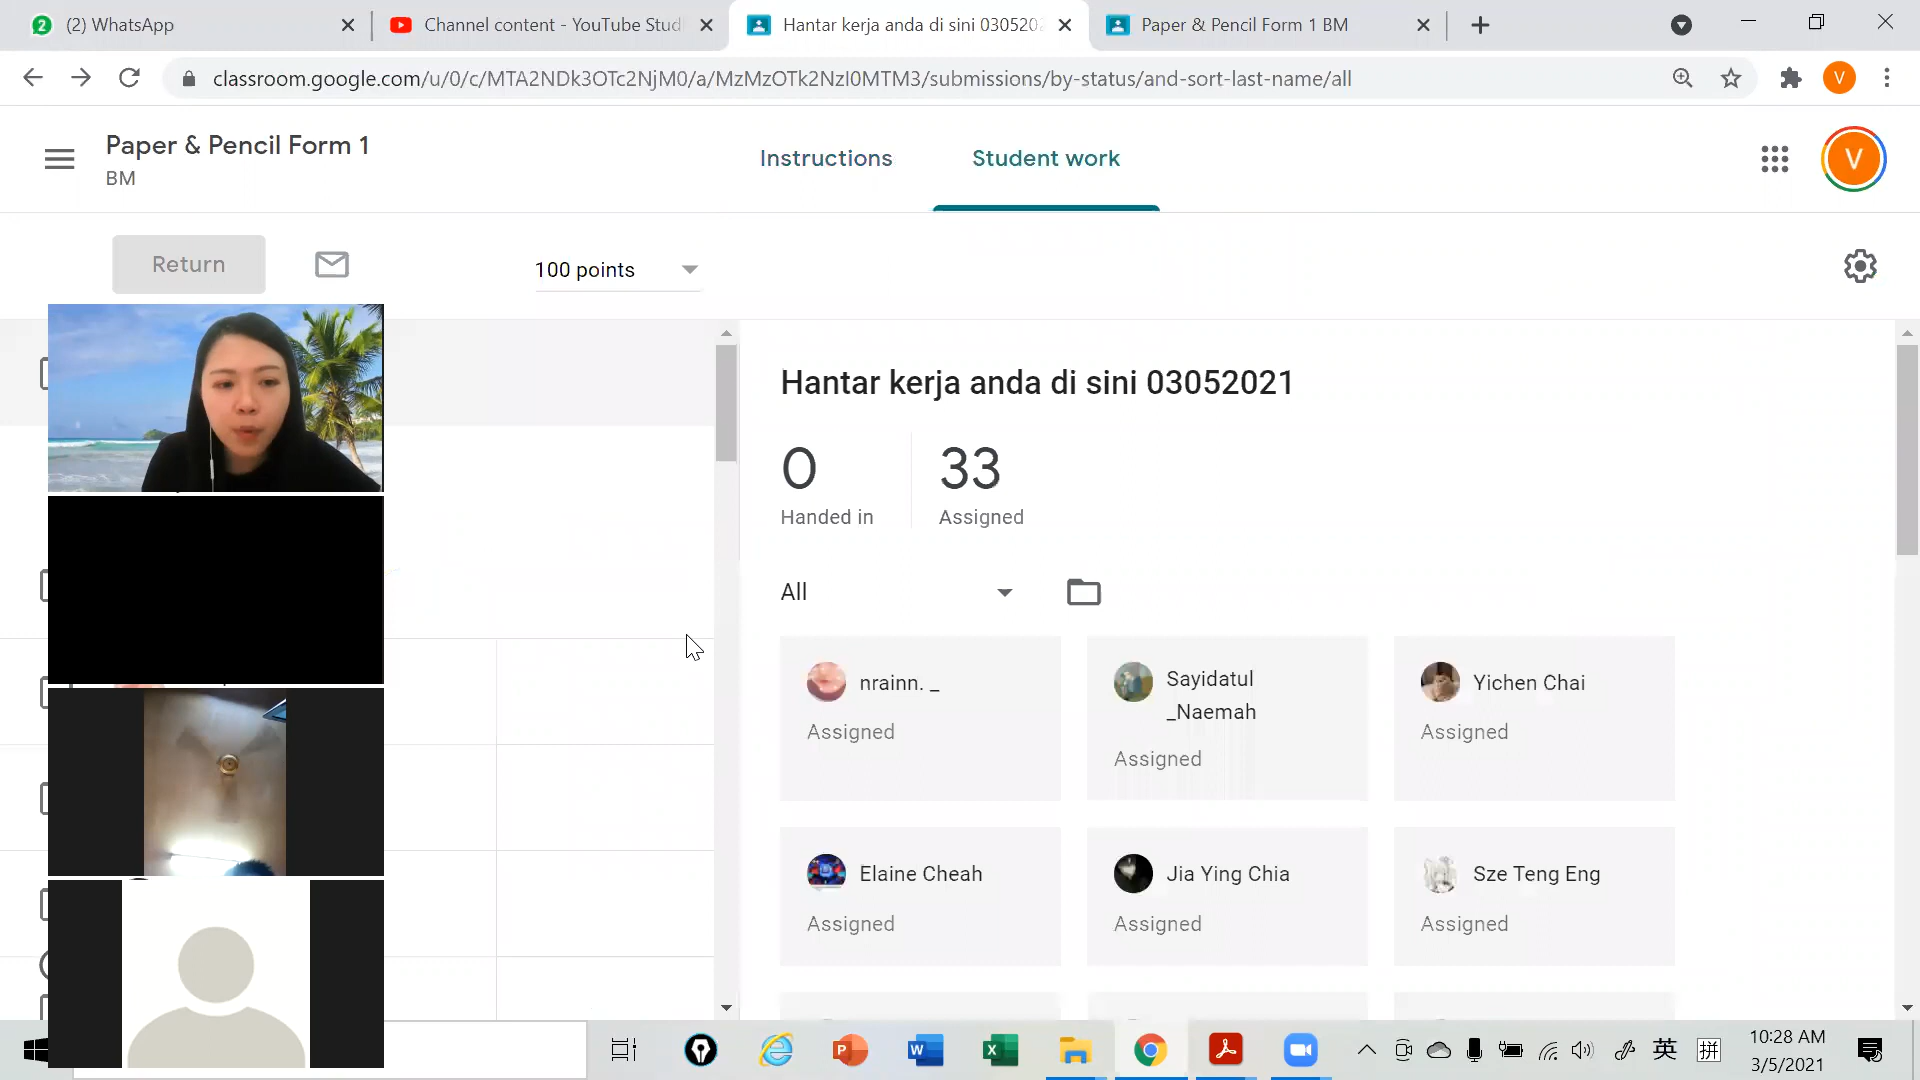 (2) WhatsApp
Channel content - YouTube Stud
Hantar kerja anda di sini 030520
Paper & Pencil Form 1 BM
classroom.google.com/u/0/c/MTA2NDk3OTc2NjM0/a/MzMzOTk2NzI0MTM3/submissions/by-status/and-sort-last-name/all
V
Paper & Pencil Form 1
BM
Instructions
Student work
V
Return
100 points
Hantar kerja anda di sini 03052021
0
33
Handed in
Assigned
All
nrainn. _
Assigned
Sayidatul
_Naemah
Assigned
Yichen Chai
Assigned
Elaine Cheah
Assigned
Jia Ying Chia
Assigned
Sze Teng Eng
Assigned
英
拼
10:28 AM
3/5/2021